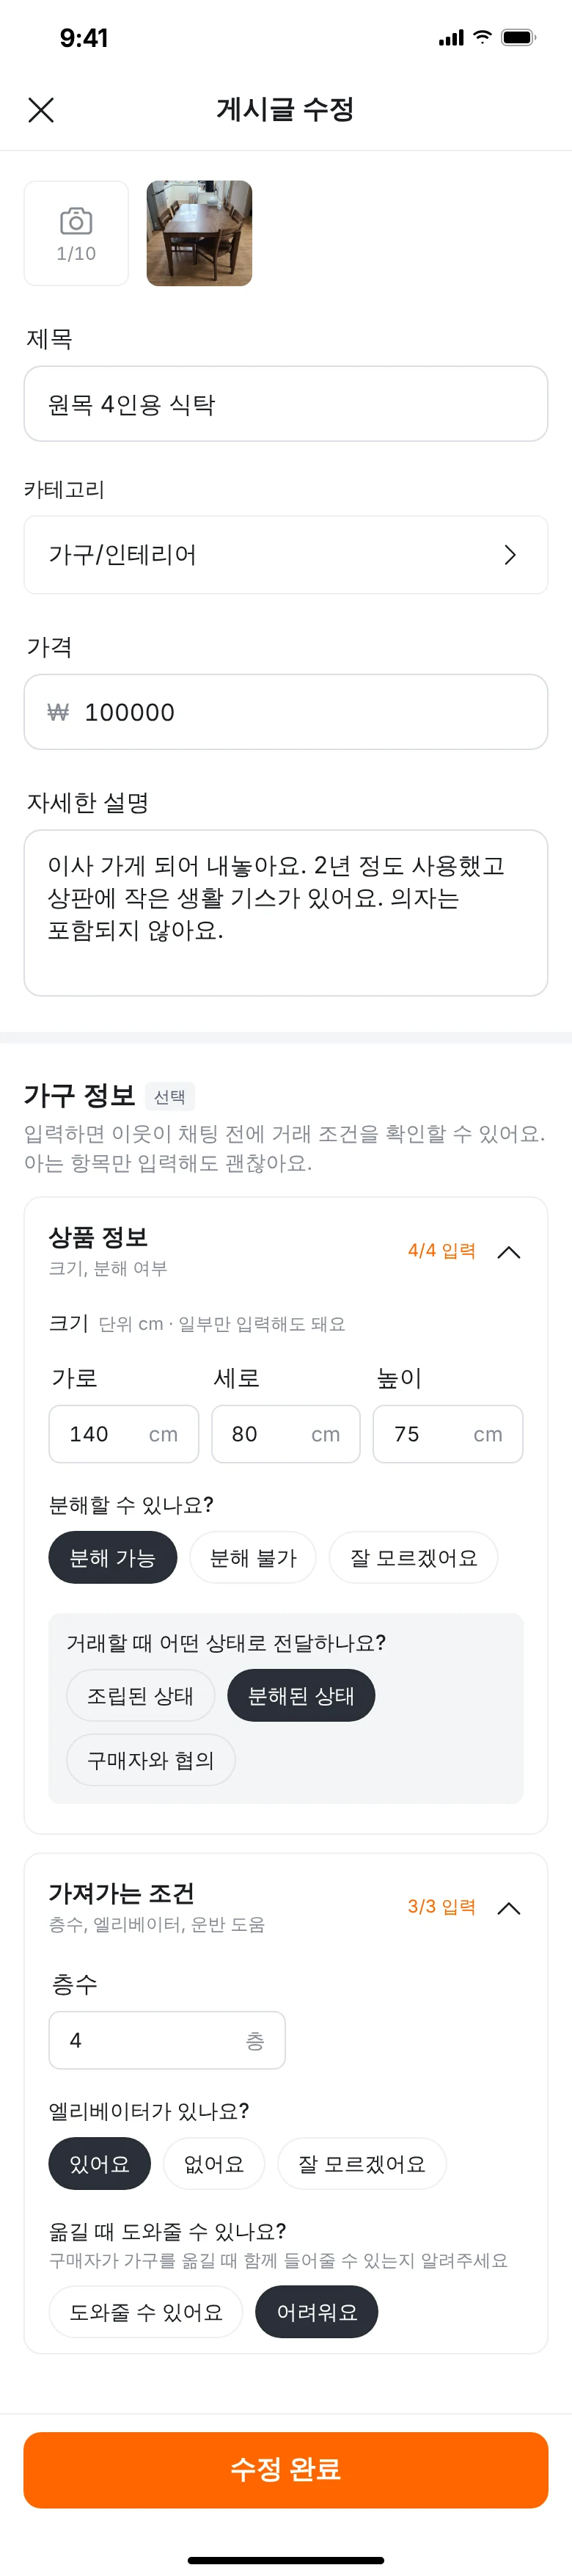 9:41
게시글 수정
1/10
제목
원목 4인용 식탁
카테고리
가구/인테리어
가격
₩ 100000
자세한 설명
이사 가게 되어 내놓아요. 2년 정도 사용했고
상판에 작은 생활 기스가 있어요. 의자는
포함되지 않아요.
가구 정보 선택
입력하면 이웃이 채팅 전에 거래 조건을 확인할 수 있어요.
아는 항목만 입력해도 괜찮아요.
상품 정보
4/4 입력
크기, 분해 여부
크기 단위 cm · 일부만 입력해도 돼요
가로 세로 높이
140 cm 80 cm 75 cm
분해할 수 있나요?
분해 가능 분해 불가 잘 모르겠어요
거래할 때 어떤 상태로 전달하나요?
조립된 상태 분해된 상태
구매자와 협의
가져가는 조건
3/3 입력
층수, 엘리베이터, 운반 도움
층수
4 층
엘리베이터가 있나요?
있어요 없어요 잘 모르겠어요
옮길 때 도와줄 수 있나요?
구매자가 가구를 옮길 때 함께 들어줄 수 있는지 알려주세요
도와줄 수 있어요 어려워요
수정 완료